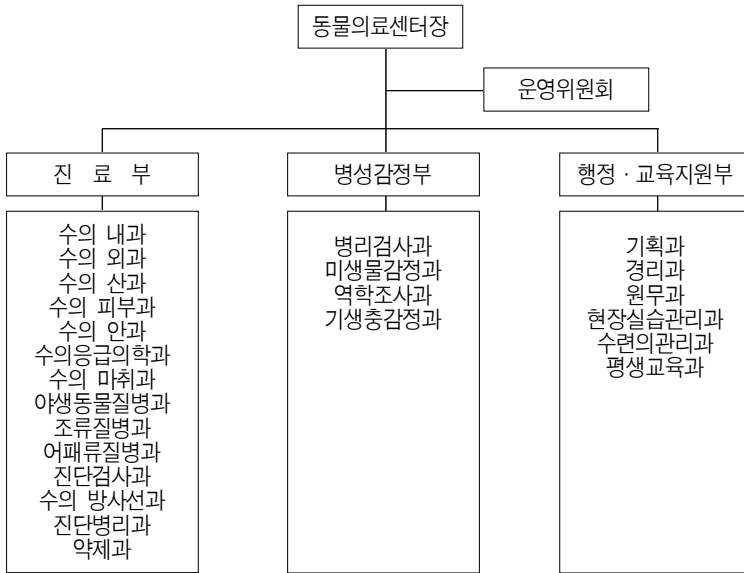 동물의료센터장
운영위원회
진 료 부
수의 내과
수의 외과
수의 산과
수의 피부과
수의 안과
수의응급의학과
수의 마취과
야생동물질병과
조류질병과
어패류질병과
진단검사과
수의 방사선과
진단병리과
약제과
병성감정부
병리검사과
미생물감정과
역학조사과
기생충감정과
행정 · 교육지원부
기획과
경리과
원무과
현장실습관리과
수련의관리과
평생교육과